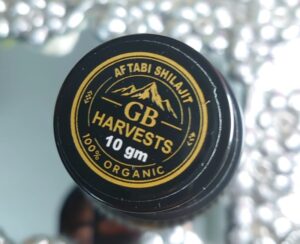 AFTABI SHILAJIT
GB
HARVESTS
10 gm
100% ORGANIC